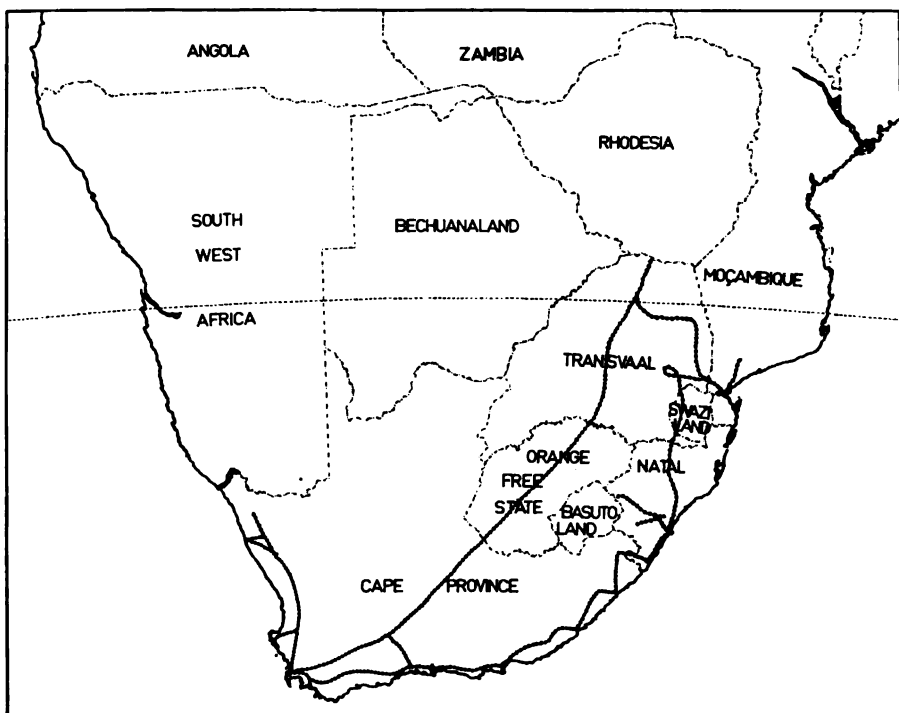 ANGOLA
ZAMBIA
RHODESIA
SOUTH
WEST
AFRICA
BECHUANALAND
MOÇAMBIQUE
TRANSVAAL
SWAZI
LAND
ORANGE
FREE
STATE
NATAL
BASUTO
LAND
CAPE PROVINCE